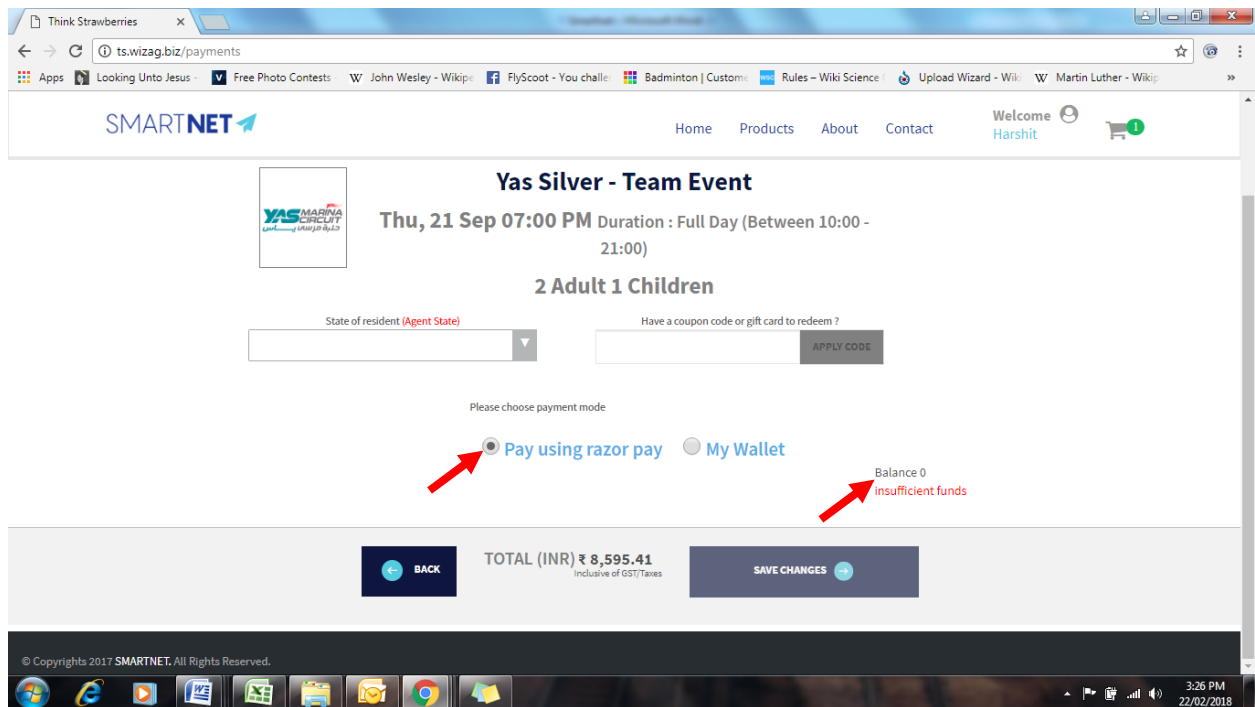 Think Strawberries
ts.wizag.biz/payments
Apps Looking Unto Jesus - Free Photo Contests - John Wesley - Wikipe FlyScoot - You challe Badminton | Custome Rules – Wiki Science Upload Wizard - Wiki Martin Luther - Wikip »
SMARTNET
Home Products About Contact
Welcome
Harshit
1
Yas Silver - Team Event
YAS MARINA
CIRCUIT
حلبة مرسى ياس
Thu, 21 Sep 07:00 PM Duration : Full Day (Between 10:00 -
21:00)
2 Adult 1 Children
State of resident (Agent State)
Have a coupon code or gift card to redeem ?
APPLY CODE
Please choose payment mode
Pay using razor pay My Wallet
Balance 0
insufficient funds
BACK
TOTAL (INR) ₹ 8,595.41
Inclusive of GST/Taxes
SAVE CHANGES
© Copyrights 2017 SMARTNET. All Rights Reserved.
3:26 PM
22/02/2018